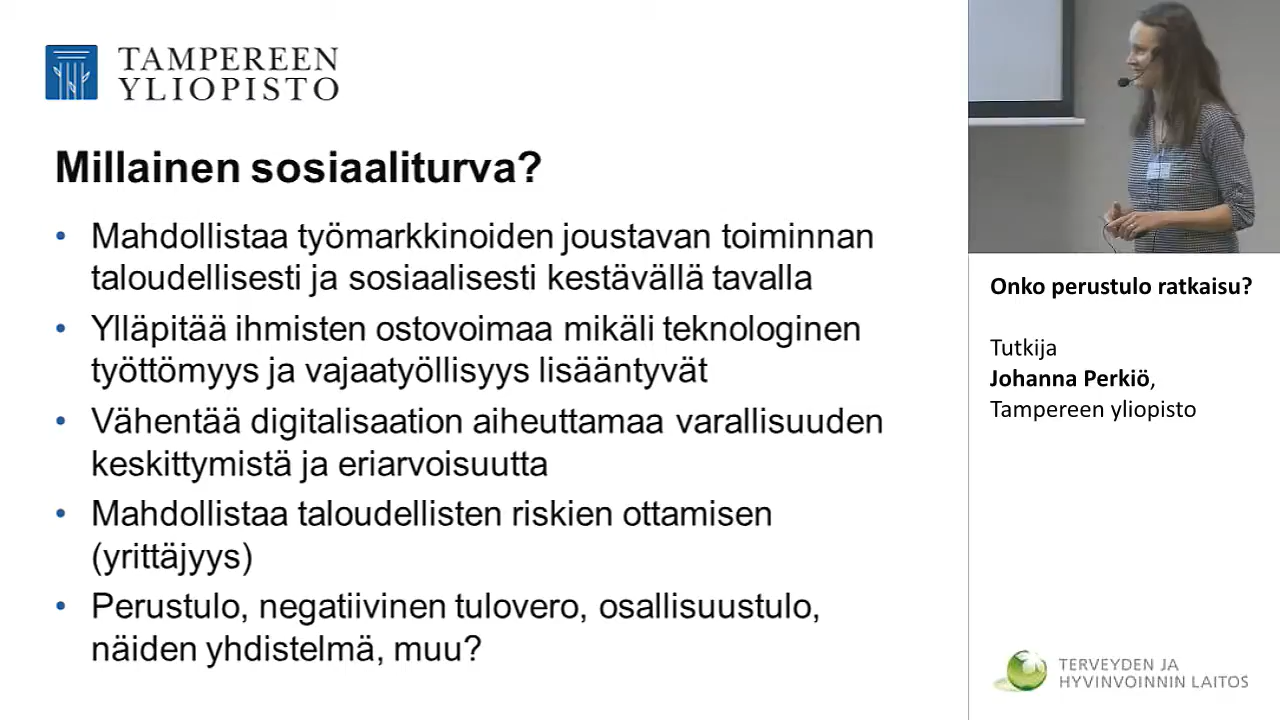 TAMPEREEN
YLIOPISTO
Millainen sosiaaliturva?
• Mahdollistaa työmarkkinoiden joustavan toiminnan
taloudellisesti ja sosiaalisesti kestävällä tavalla
• Ylläpitää ihmisten ostovoimaa mikäli teknologinen
työttömyys ja vajaatyöllisyys lisääntyvät
• Vähentää digitalisaation aiheuttamaa varallisuuden
keskittymistä ja eriarvoisuutta
• Mahdollistaa taloudellisten riskien ottamisen
(yrittäjyys)
• Perustulo, negatiivinen tulovero, osallisuustulo,
näiden yhdistelmä, muu?
Onko perustulo ratkaisu?
Tutkija
Johanna Perkiö,
Tampereen yliopisto
TERVEYDEN JA
HYVINVOINNIN LAITOS